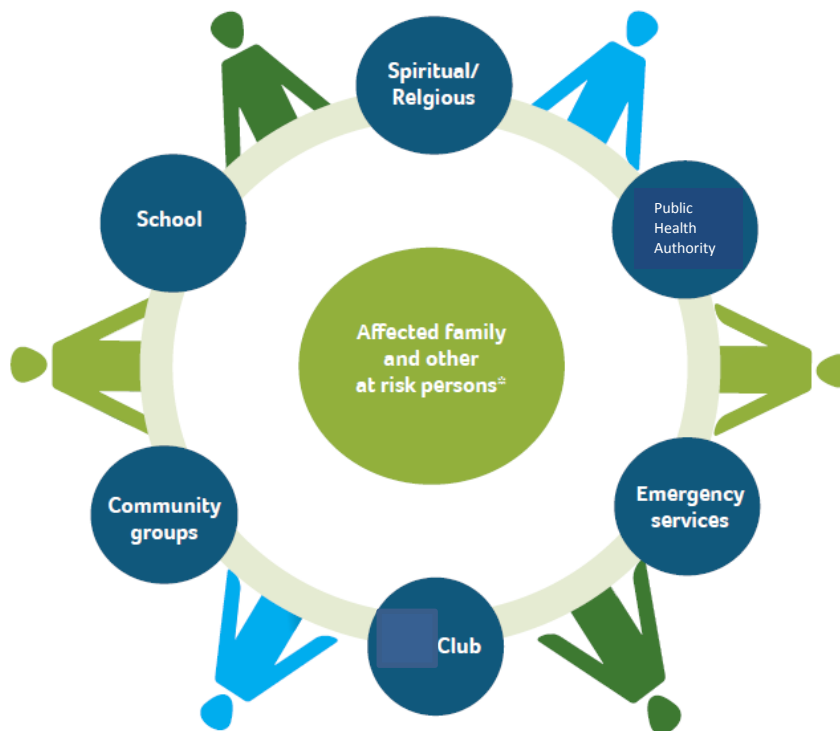 Spiritual/
Relgious
School
Public
Health
Authority
Affected family
and other
at risk persons*
Community
groups
Emergency
services
Club